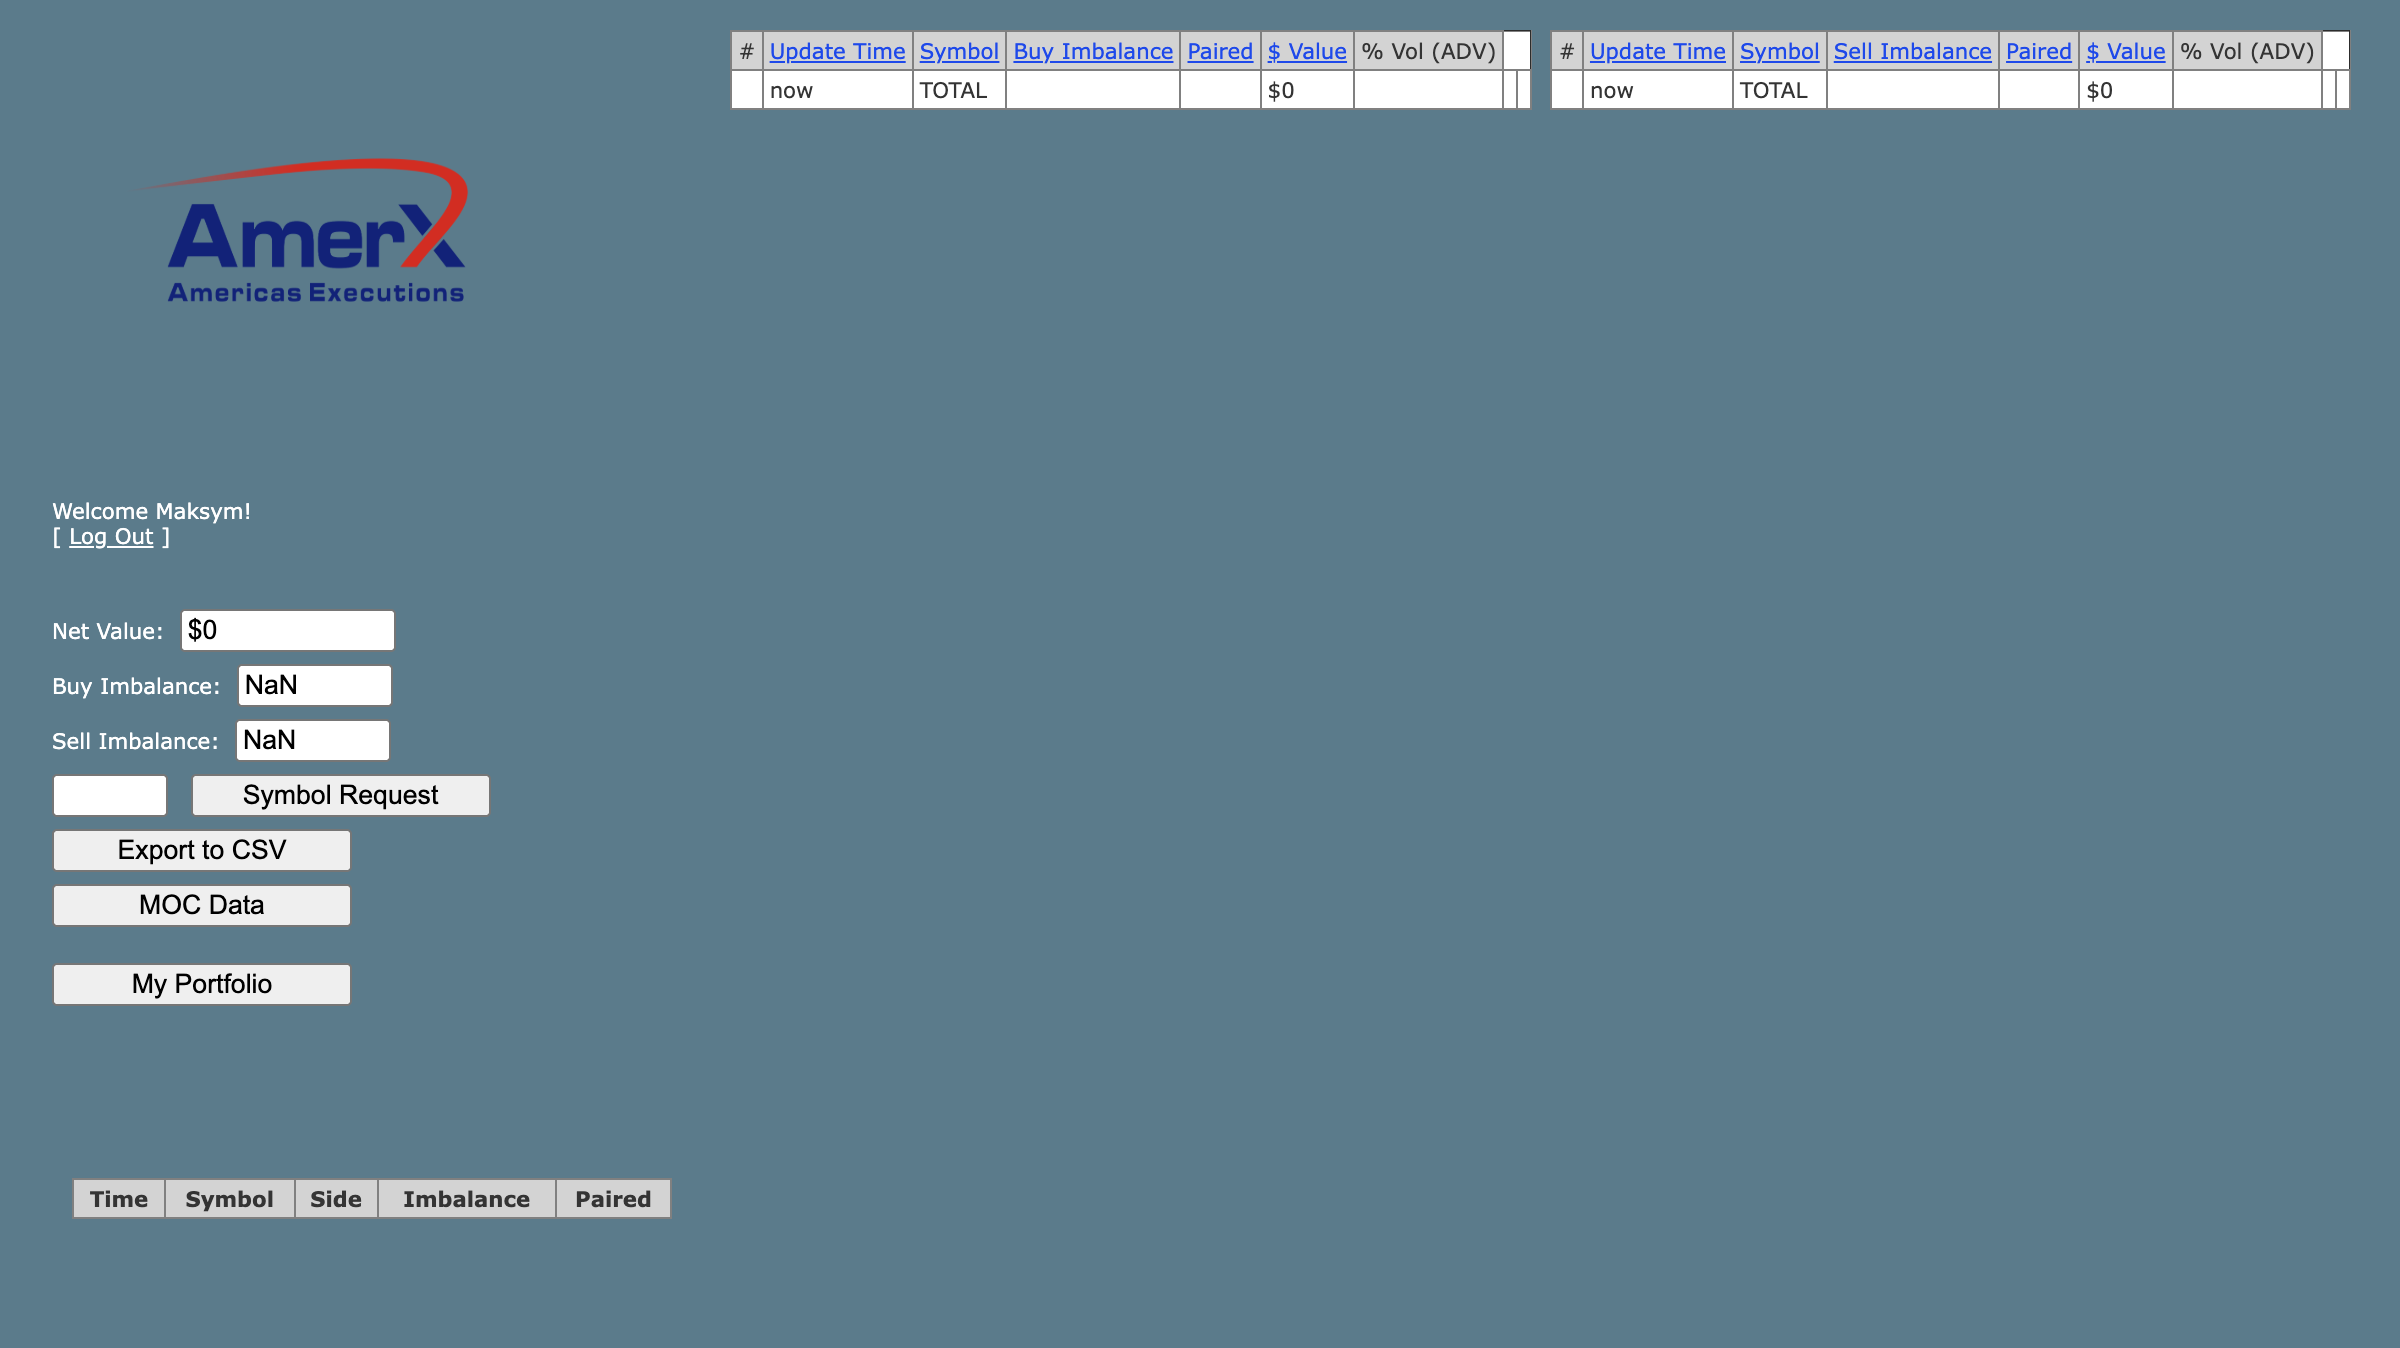 # Update Time Symbol Buy Imbalance Paired $ Value % Vol (ADV)
now TOTAL $0
# Update Time Symbol Sell Imbalance Paired $ Value % Vol (ADV)
now TOTAL $0
AmerX
Americas Executions
Welcome Maksym!
[ Log Out ]
Net Value: $0
Buy Imbalance: NaN
Sell Imbalance: NaN
Symbol Request
Export to CSV
MOC Data
My Portfolio
Time Symbol Side Imbalance Paired